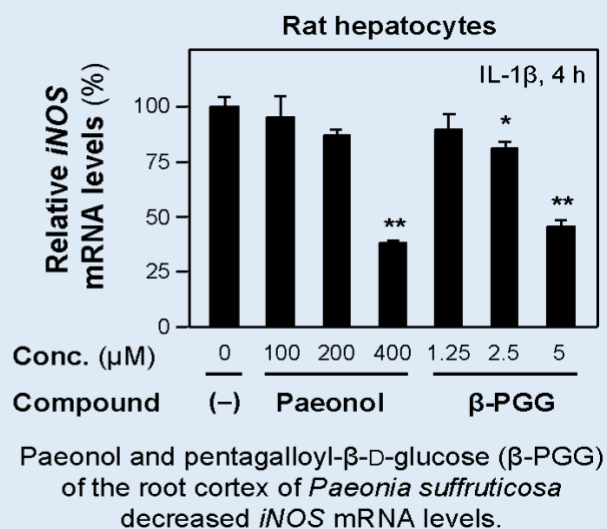 Rat hepatocytes
IL-1β, 4 h
Relative iNOS
mRNA levels (%)
100
75
50
25
0
*
**
**
Conc. (μM) 0 100 200 400 1.25 2.5 5
Compound (–) Paeonol β-PGG
Paeonol and pentagalloyl-β-D-glucose (β-PGG)
of the root cortex of Paeonia suffruticosa
decreased iNOS mRNA levels.